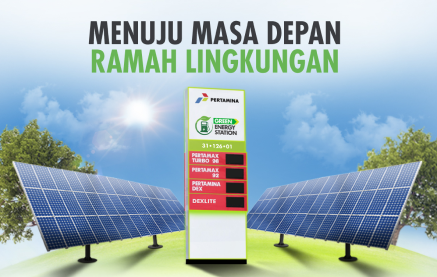 MENUJU MASA DEPAN
RAMAH LINGKUNGAN
PERTAMINA
GREEN
ENERGY
STATION
31•126•01
PERTAMAX
TURBO 98
PERTAMAX
92
PERTAMINA
DEX
DEXLITE